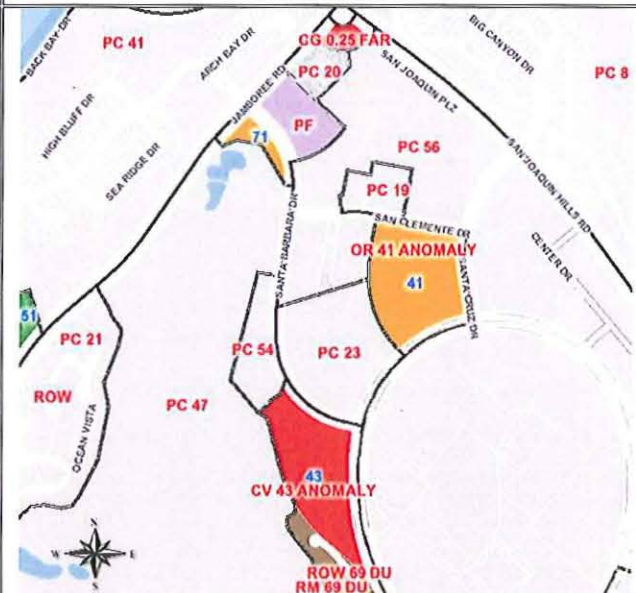 BIG CANYON DR
CG 0.25 FAR
BACK BAY DR
PC 41
ARCH BAY DR
PC 20
SAN JOAQUIN PLZ
PC 8
JAMBOREE RD
HIGH BLUFF DR
PF
71
PC 56
SEA RIDGE DR
SAN JOAQUIN HILLS RD
PC 19
SANTA BARBARA DR
SAN CLEMENTE DR
OR 41 ANOMALY
CENTER DR
41
SANTA CRUZ DR
51
PC 21
PC 54
PC 23
ROW
PC 47
OCEAN VISTA
43
CV 43 ANOMALY
N
W E
S
ROW 69 DU
RM 69 DU